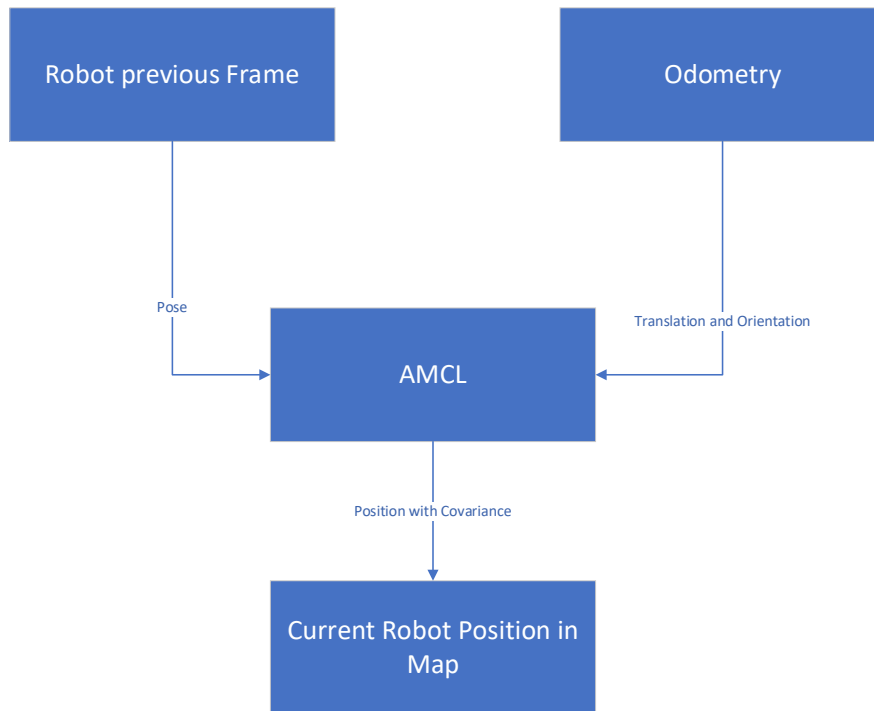 Robot previous Frame
Odometry
Pose
Translation and Orientation
AMCL
Position with Covariance
Current Robot Position in
Map